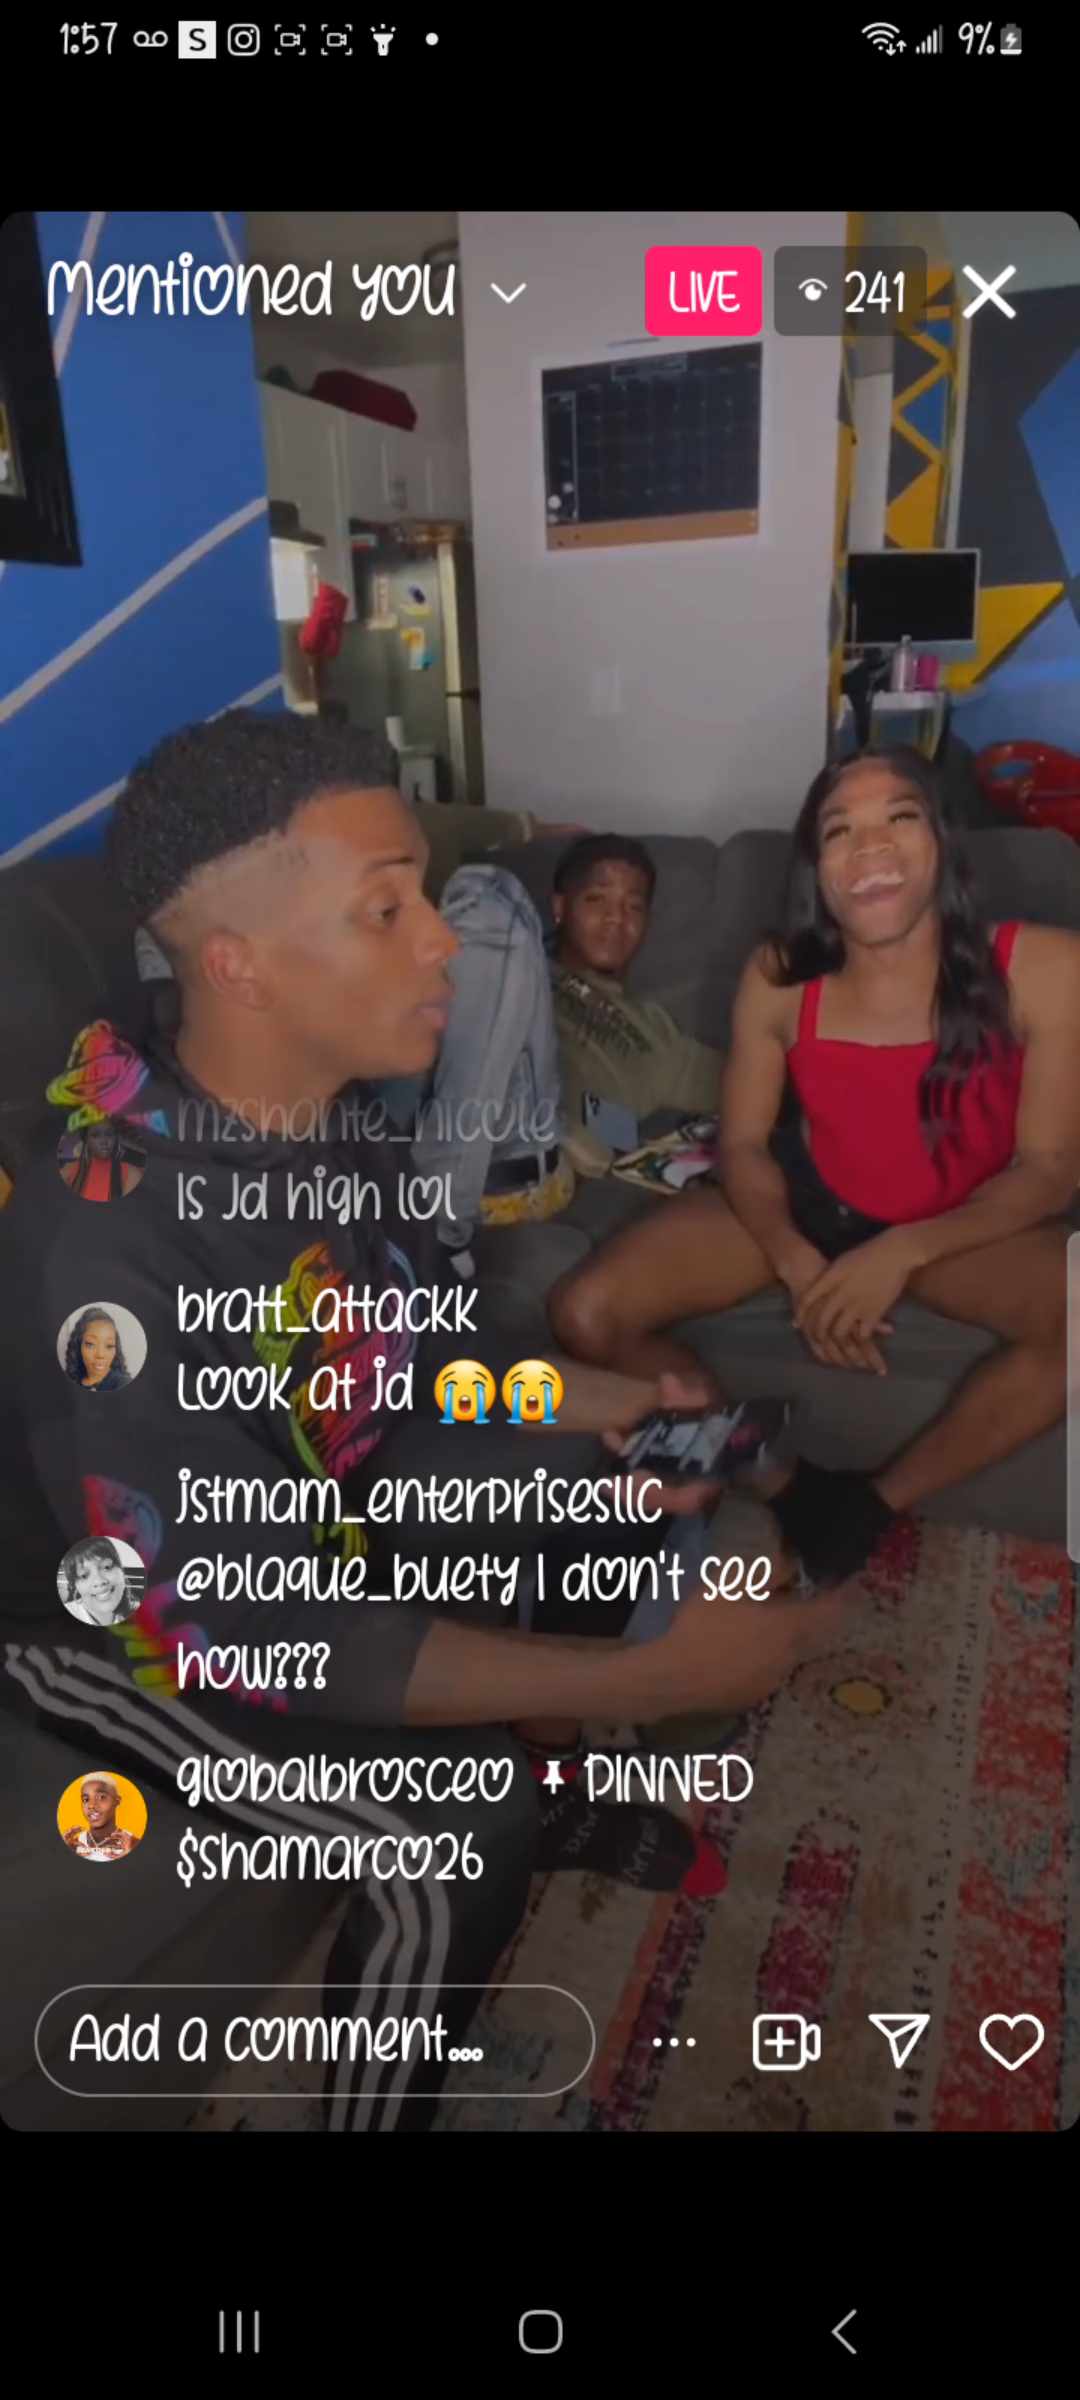 1:57
S
9%
Mentioned you
LIVE
241
mzshante_nicole
Is Jd high lol
bratt_attackk
Look at jd 😭😭
jstmam_enterprisesllc
@blaque_buety I don't see
how???
globalbrosceo 📌 PINNED
$shamarco26
Add a comment...